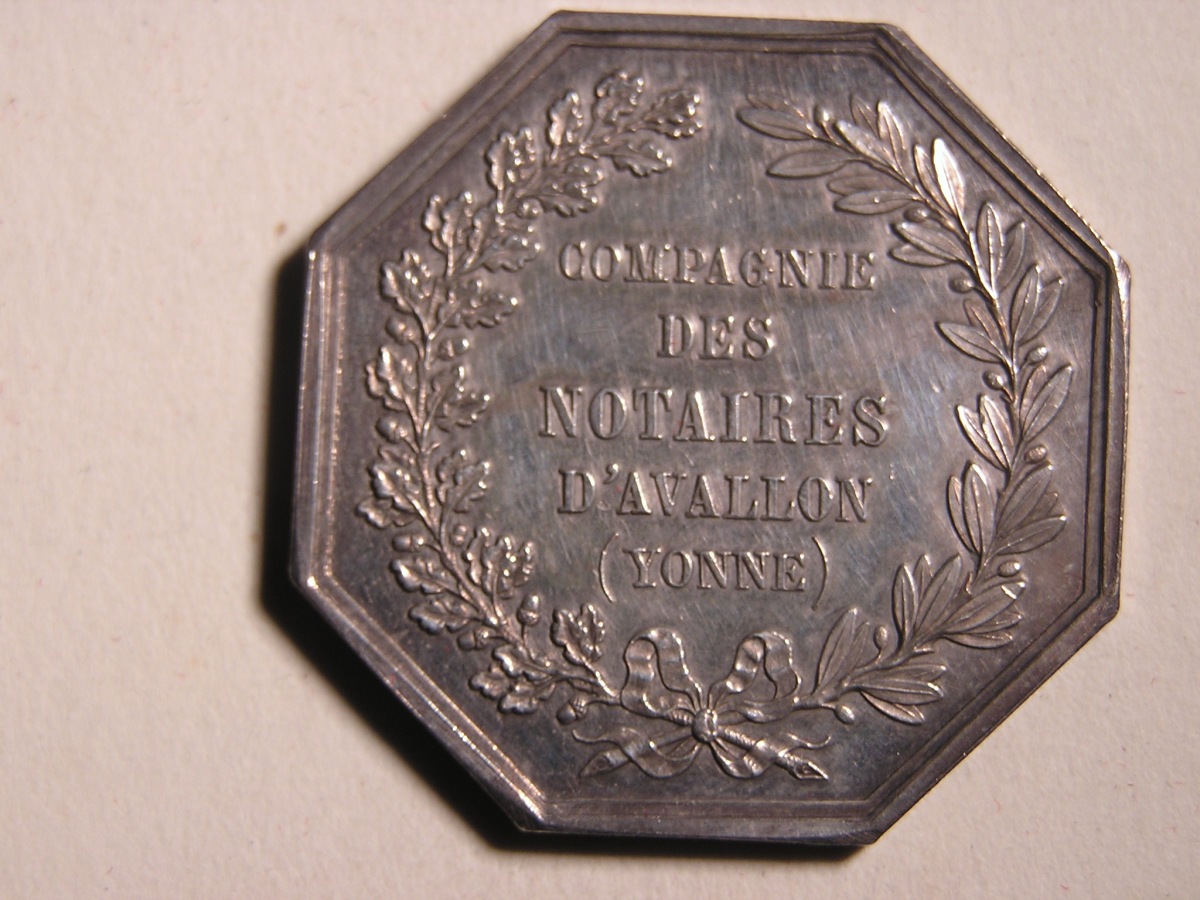 COMPAGNIE
DES
NOTAIRES
D'AVALLON
(YONNE)